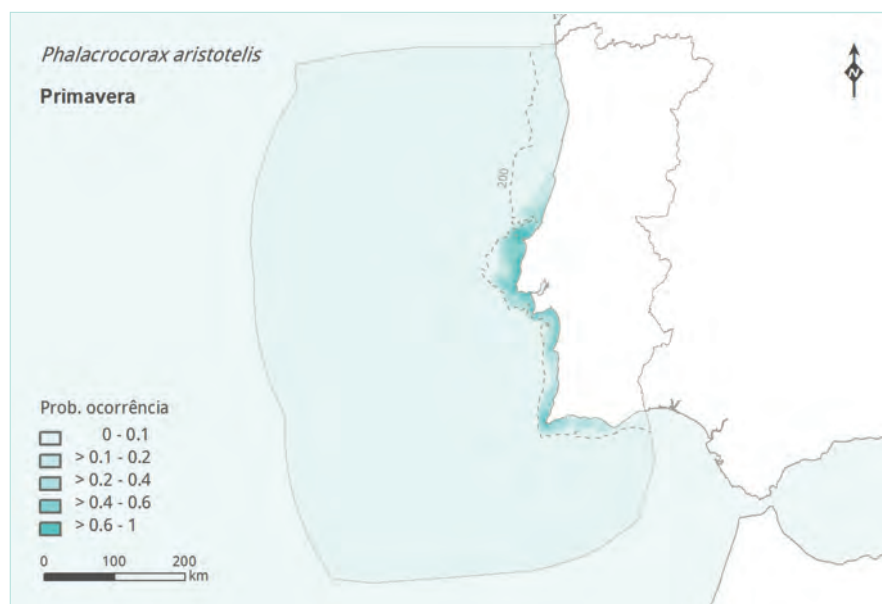 Phalacrocorax aristotelis
Primavera
N
200
Prob. ocorrência
0 - 0.1
> 0.1 - 0.2
> 0.2 - 0.4
> 0.4 - 0.6
> 0.6 - 1
0 100 200
km